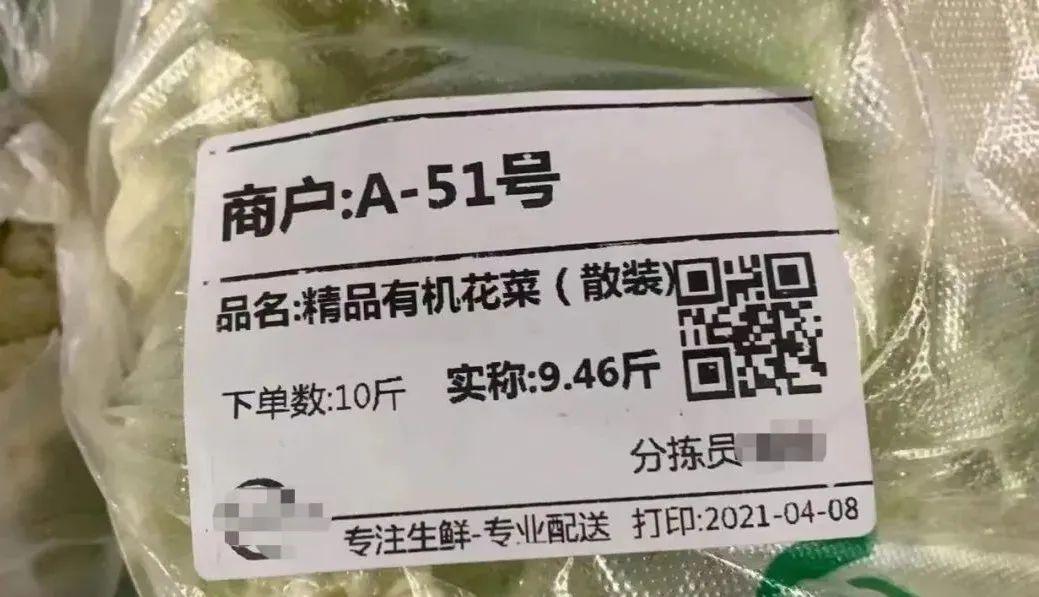 商户:A-51号
品名:精品有机花菜（散装)
下单数:10斤 实称:9.46斤
分拣员
专注生鲜-专业配送 打印:2021-04-08